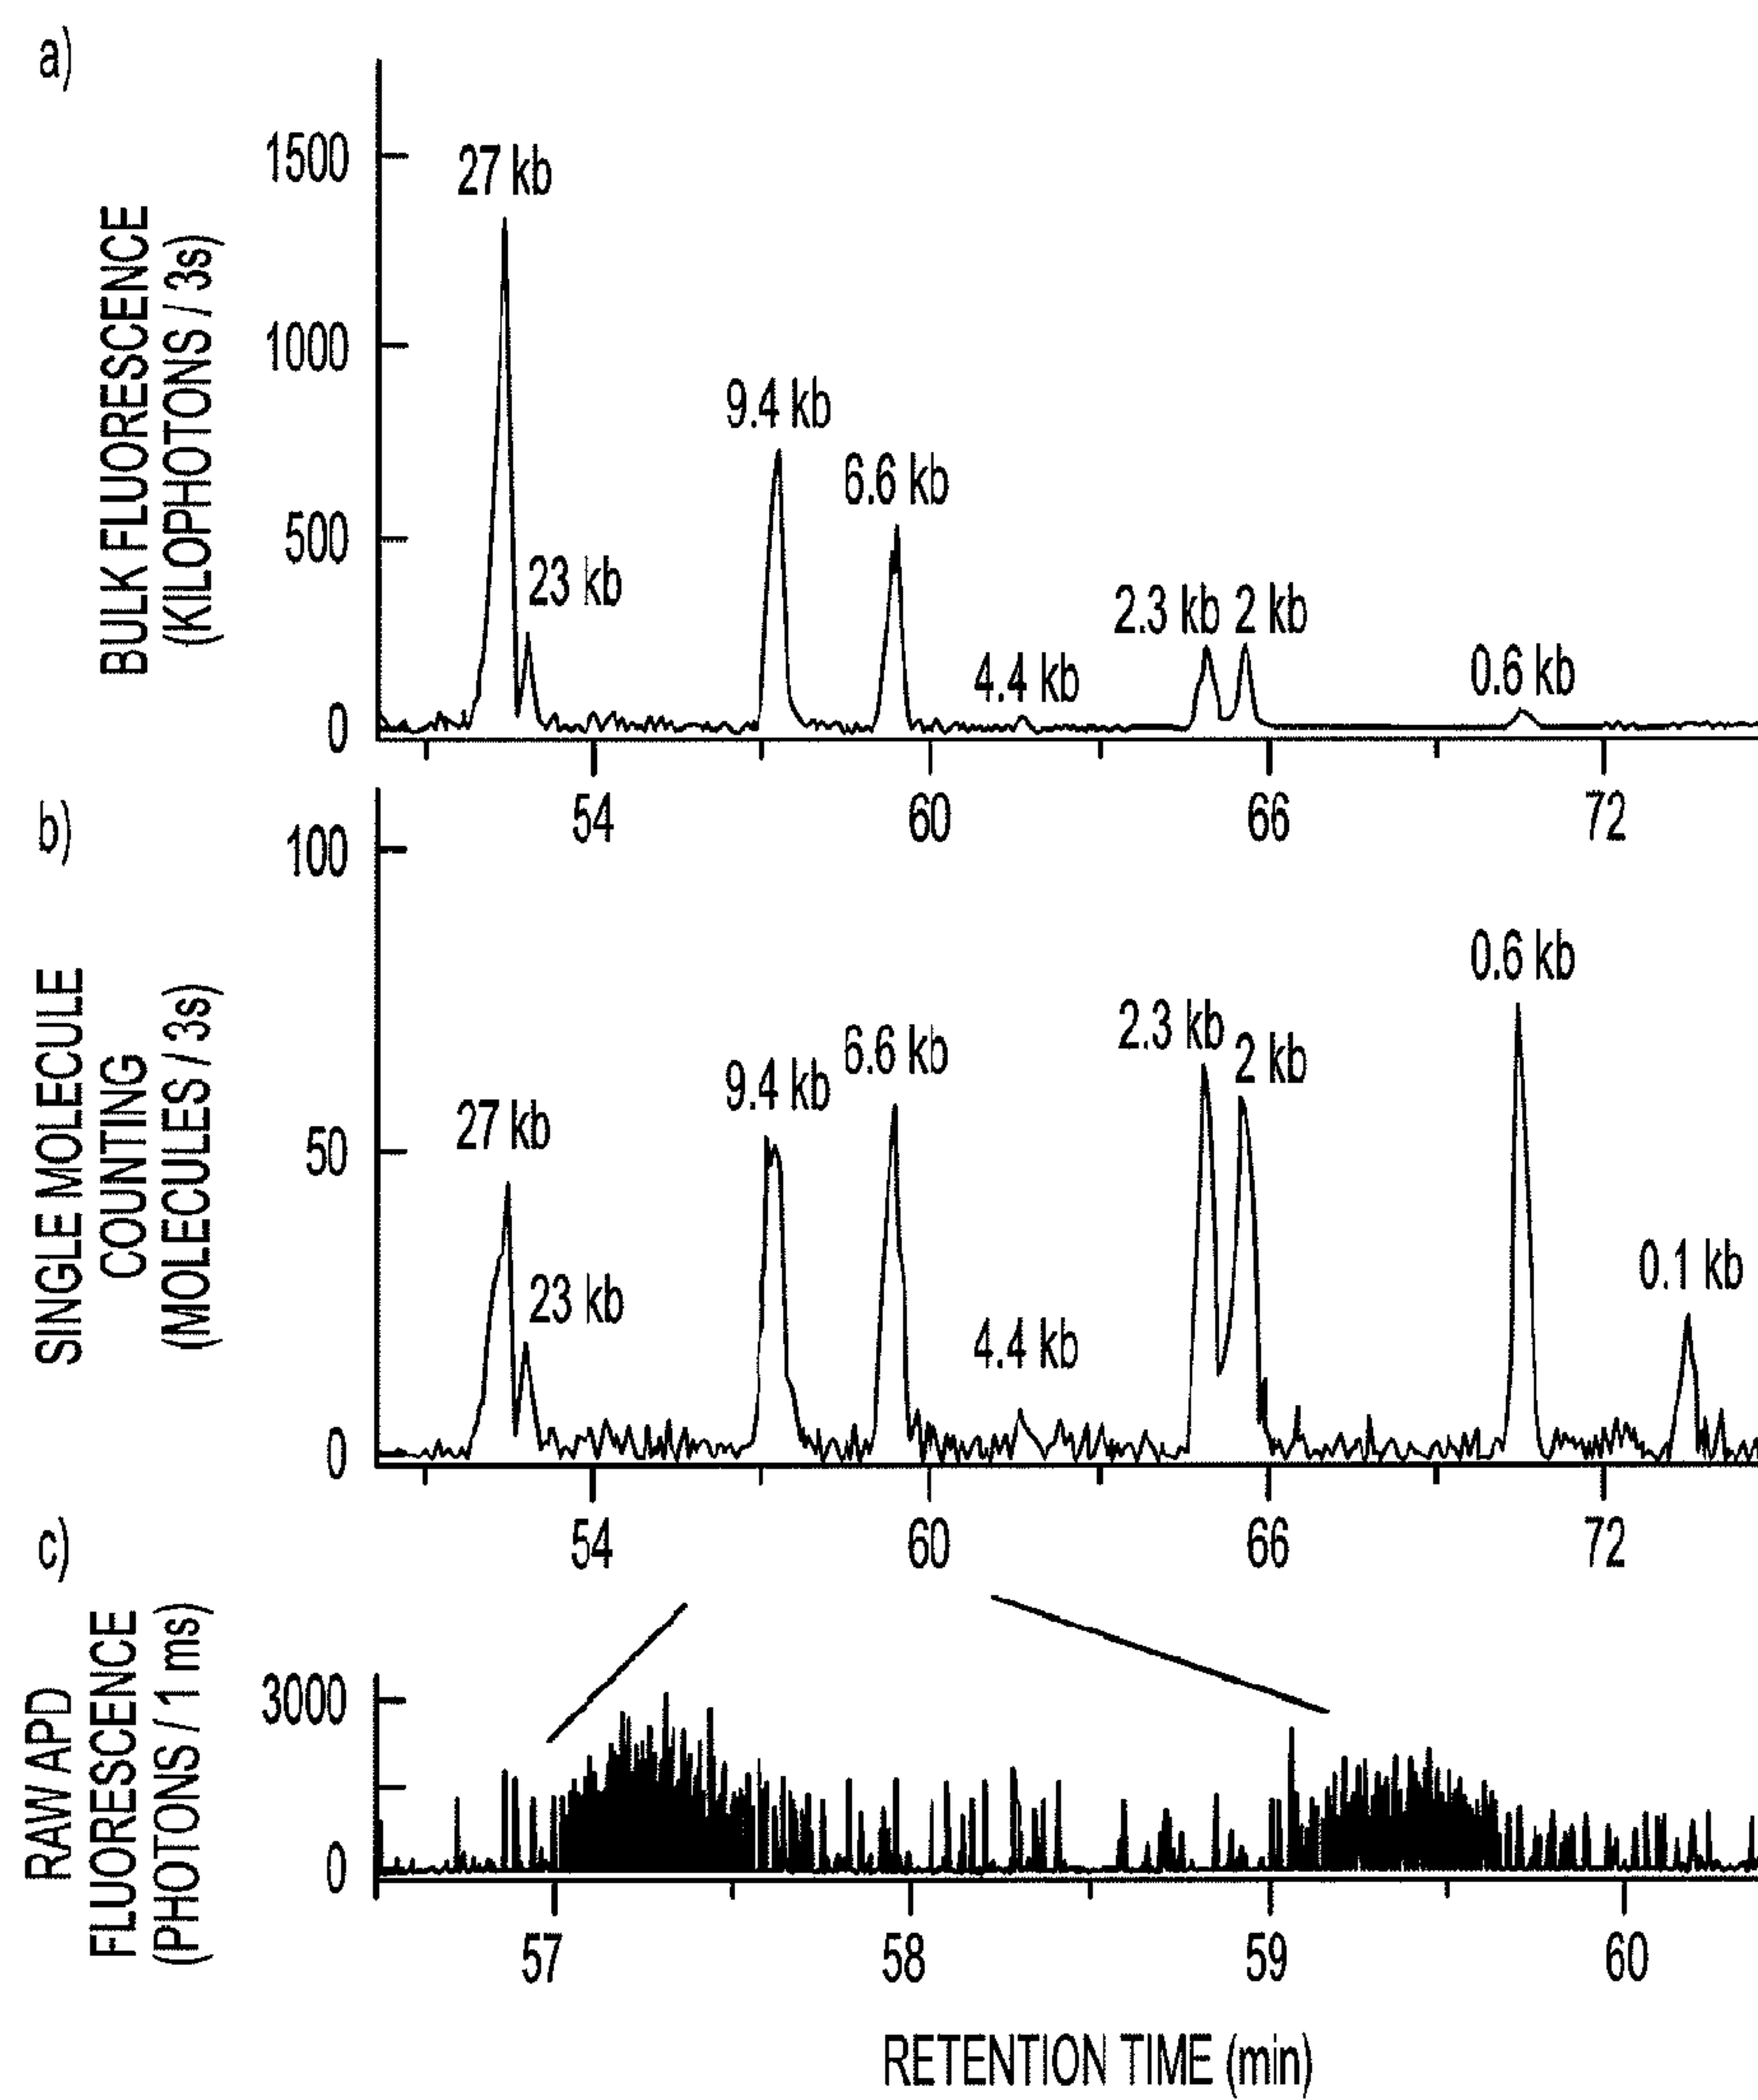 a)
BULK FLUORESCENCE
(KILOPHOTONS / 3s)
1500
1000
500
0
27 kb
23 kb
9.4 kb
6.6 kb
4.4 kb
2.3 kb
2 kb
0.6 kb
54
60
66
72
b)
SINGLE MOLECULE
COUNTING
(MOLECULES / 3s)
100
50
0
27 kb
23 kb
9.4 kb
6.6 kb
4.4 kb
2.3 kb
2 kb
0.6 kb
0.1 kb
54
60
66
72
c)
RAW APD
FLUORESCENCE
(PHOTONS / 1 ms)
3000
0
57
58
59
60
RETENTION TIME (min)